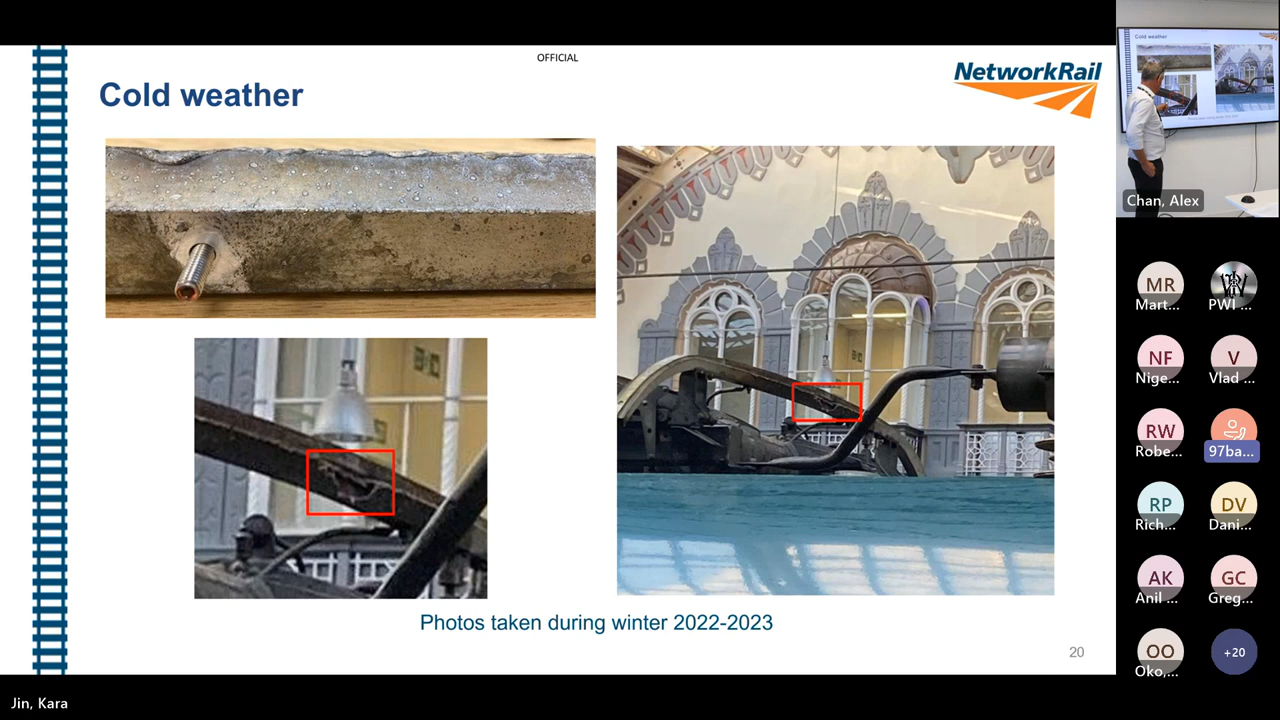 OFFICIAL
Cold weather
NetworkRail
Photos taken during winter 2022-2023
20
Cold weather
Chan, Alex
MR
Mart...
PWI ...
NF
Nige...
V
Vlad ...
RW
Robe...
97ba...
RP
Rich...
DV
Dani...
AK
Anil ...
GC
Greg...
OO
Oko,...
+20
Jin, Kara